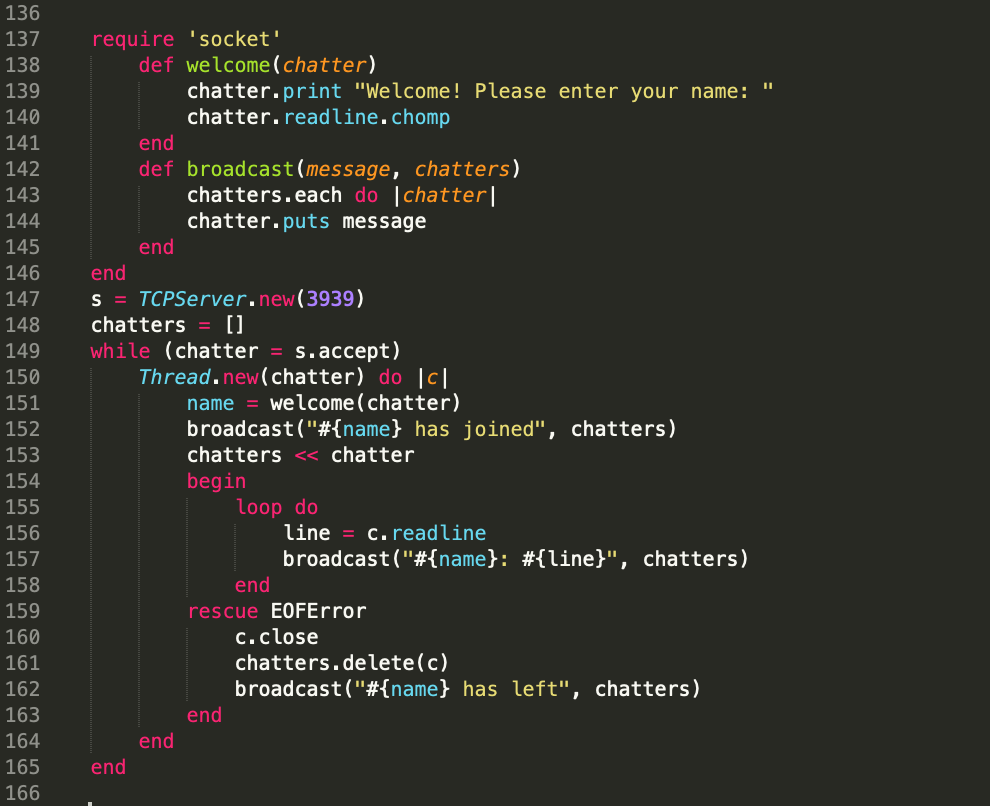 136
137 require 'socket'
138     def welcome(chatter)
139         chatter.print "Welcome! Please enter your name: "
140         chatter.readline.chomp
141     end
142     def broadcast(message, chatters)
143         chatters.each do |chatter|
144         chatter.puts message
145     end
146 end
147 s = TCPServer.new(3939)
148 chatters = []
149 while (chatter = s.accept)
150     Thread.new(chatter) do |c|
151         name = welcome(chatter)
152         broadcast("#{name} has joined", chatters)
153         chatters << chatter
154         begin
155             loop do
156                 line = c.readline
157                 broadcast("#{name}: #{line}", chatters)
158             end
159         rescue EOFError
160             c.close
161             chatters.delete(c)
162             broadcast("#{name} has left", chatters)
163         end
164     end
165 end
166